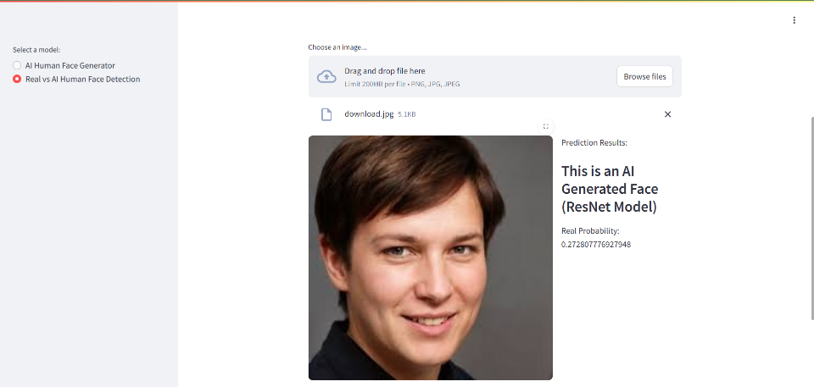 Select a model:
AI Human Face Generator
Real vs AI Human Face Detection
Choose an image...
Drag and drop file here
Limit 200MB per file • PNG, JPG, JPEG
Browse files
download.jpg 5.1KB
Prediction Results:
This is an AI
Generated Face
(ResNet Model)
Real Probability:
0.272807776927948